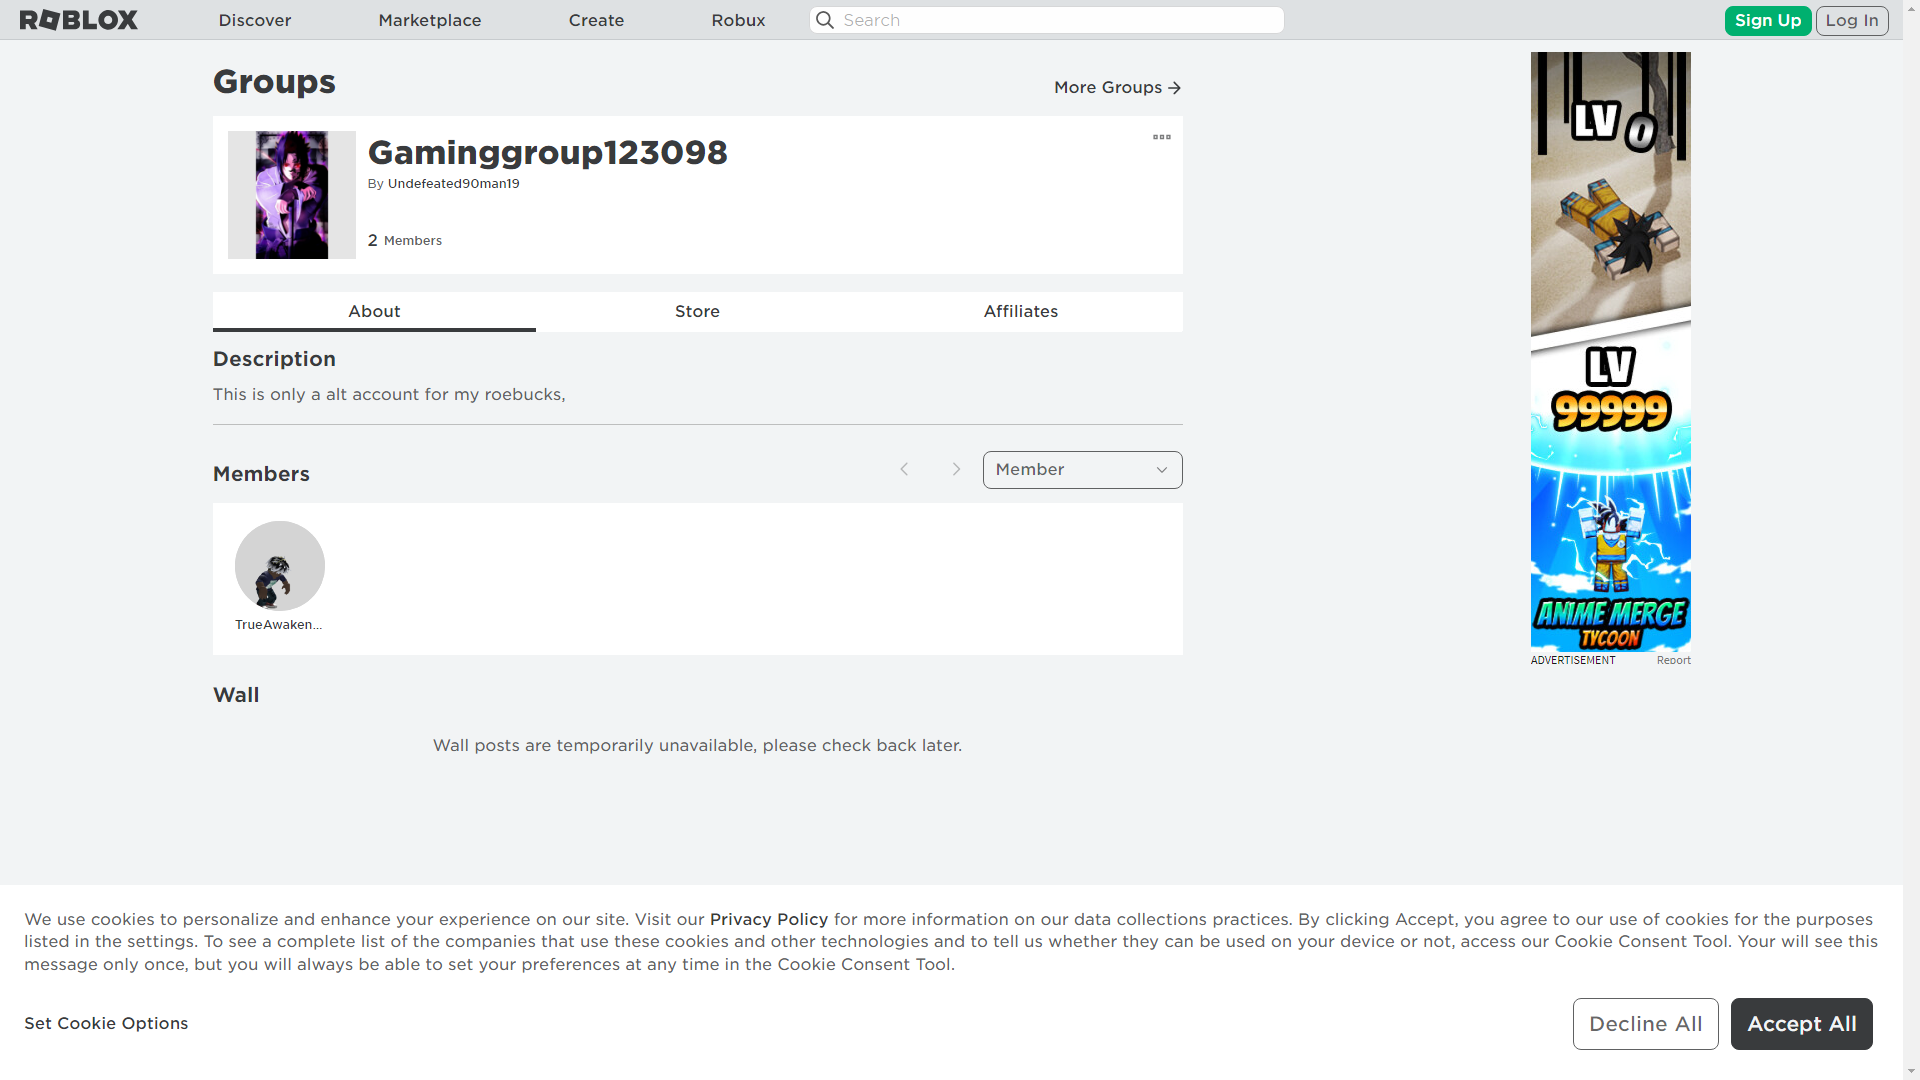 ROBLOX
Discover
Marketplace
Create
Robux
Search
Sign Up
Log In
Groups
More Groups
Gaminggroup123098
By Undefeated90man19
2 Members
About
Store
Affiliates
Description
This is only a alt account for my roebucks,
Members
Member
TrueAwaken...
Wall
Wall posts are temporarily unavailable, please check back later.
LV 0
LV
99999
ANIME MERGE
TYCOON
ADVERTISEMENT
Report
We use cookies to personalize and enhance your experience on our site. Visit our Privacy Policy for more information on our data collections practices. By clicking Accept, you agree to our use of cookies for the purposes
listed in the settings. To see a complete list of the companies that use these cookies and other technologies and to tell us whether they can be used on your device or not, access our Cookie Consent Tool. Your will see this
message only once, but you will always be able to set your preferences at any time in the Cookie Consent Tool.
Set Cookie Options
Decline All
Accept All